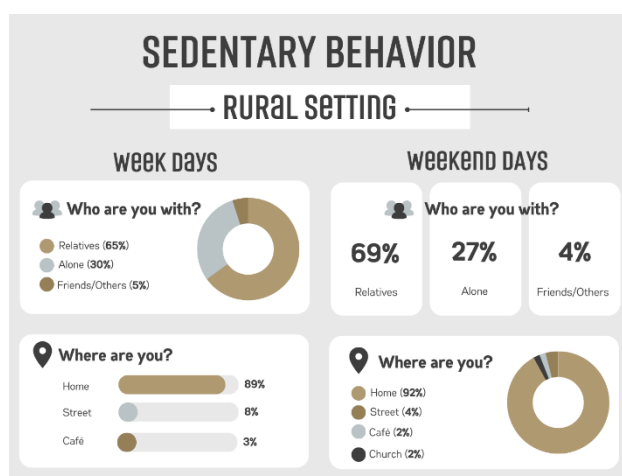 SEDENTARY BEHAVIOR
RURAL SETTING
WEEK DAYS
Who are you with?
Relatives (65%)
Alone (30%)
Friends/Others (5%)
Where are you?
Home 89%
Street 8%
Café 3%
WEEKEND DAYS
Who are you with?
69% 27% 4%
Relatives Alone Friends/Others
Where are you?
Home (92%)
Street (4%)
Café (2%)
Church (2%)